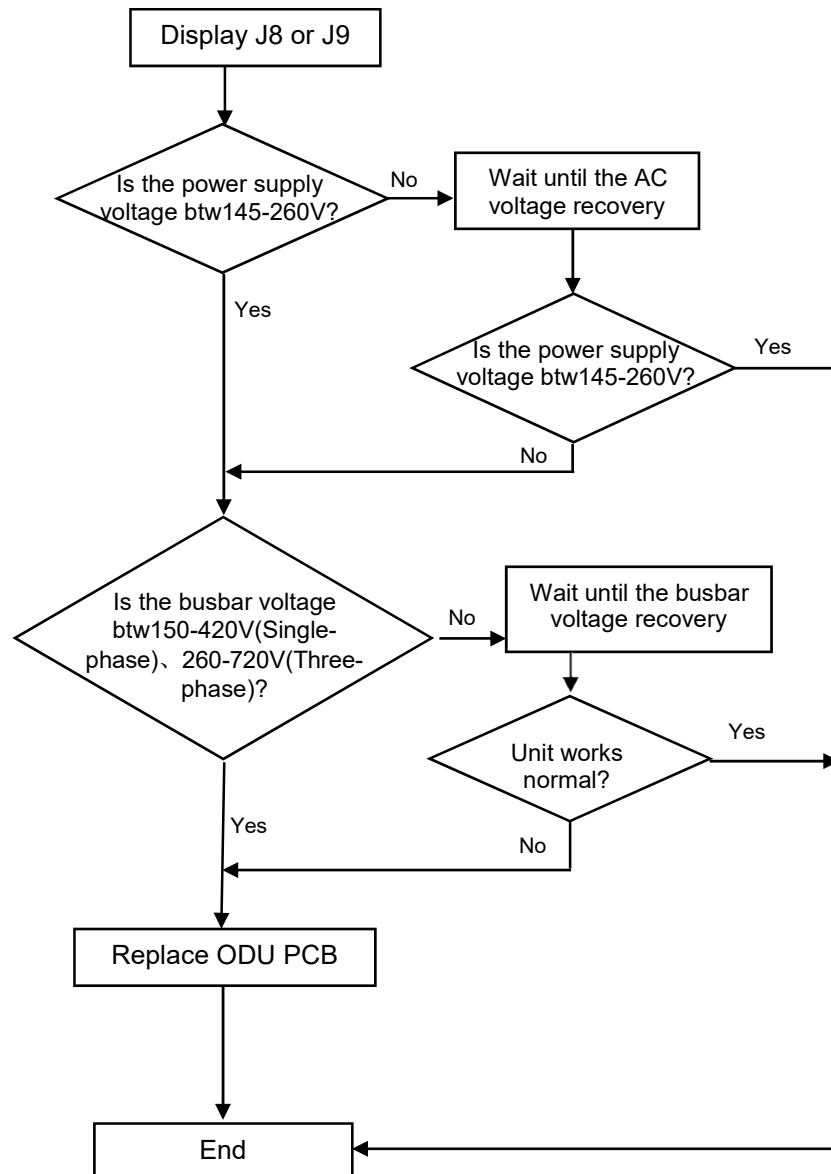 Display J8 or J9
Is the power supply
voltage btw145-260V?
No
Wait until the AC
voltage recovery
Yes
Is the power supply
voltage btw145-260V?
Yes
No
Is the busbar voltage
btw150-420V(Single-
phase)、260-720V(Three-
phase)?
No
Wait until the busbar
voltage recovery
Unit works
normal?
Yes
Yes
No
Replace ODU PCB
End